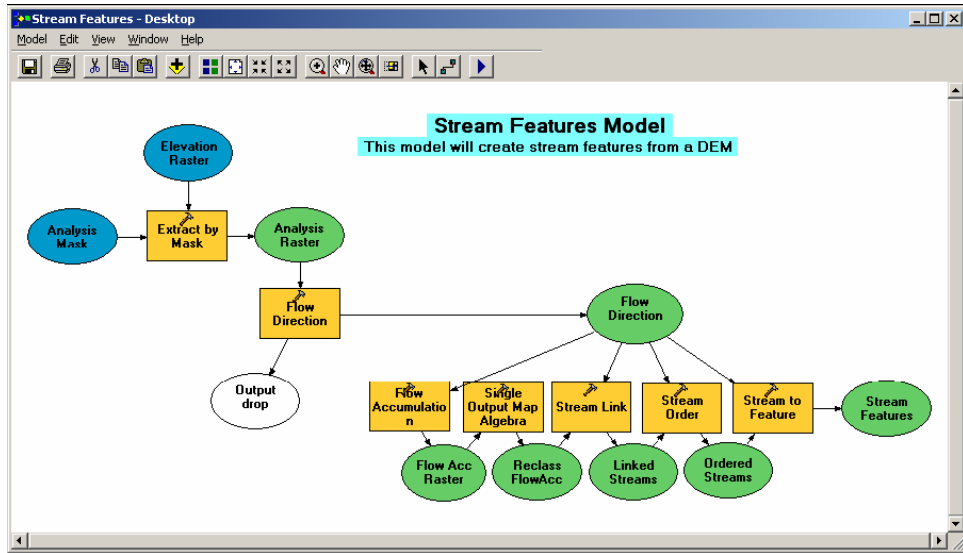 Stream Features - Desktop
Model Edit View Window Help
Stream Features Model
This model will create stream features from a DEM
Elevation
Raster
Analysis
Mask
Extract by
Mask
Analysis
Raster
Flow
Direction
Flow
Direction
Output
drop
Flow
Accumulatio
n
Single
Output Map
Algebra
Stream Link
Stream
Order
Stream to
Feature
Stream
Features
Flow Acc
Raster
Reclass
FlowAcc
Linked
Streams
Ordered
Streams